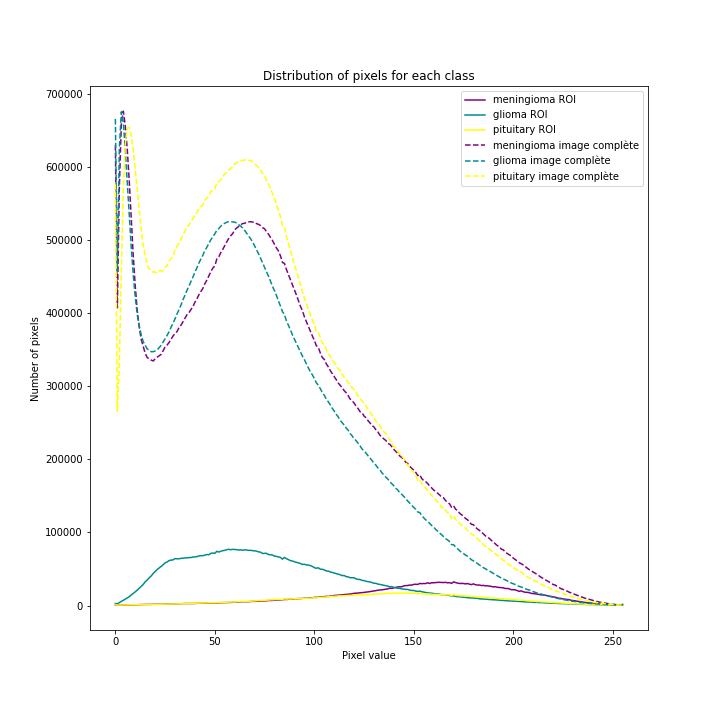 Distribution of pixels for each class
700000
600000
500000
400000
300000
200000
100000
0
Number of pixels
meningioma ROI
glioma ROI
pituitary ROI
meningioma image complète
glioma image complète
pituitary image complète
0 50 100 150 200 250
Pixel value